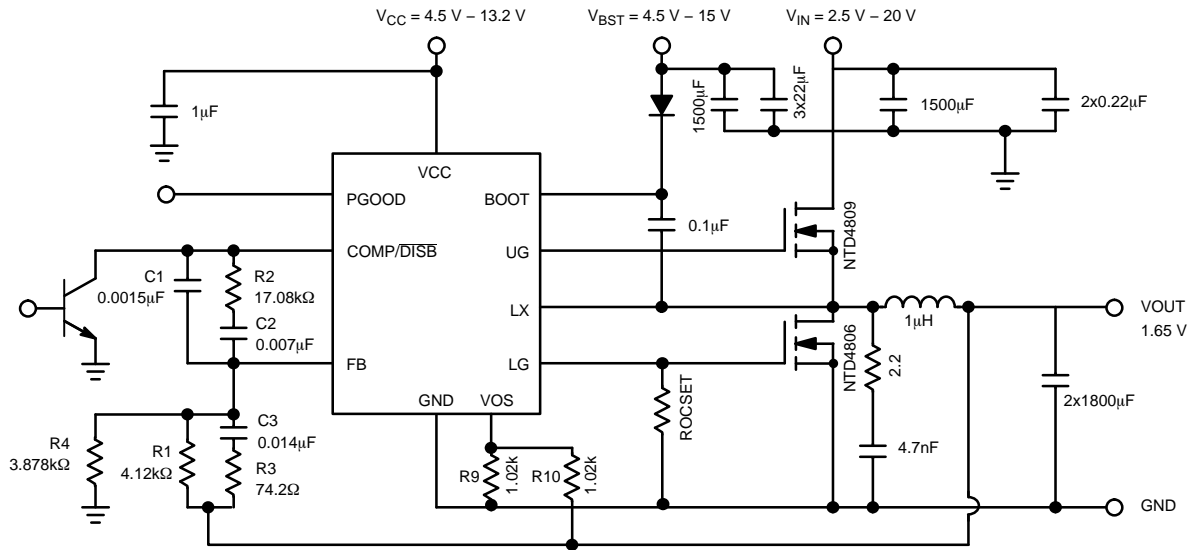 V_CC = 4.5 V – 13.2 V
V_BST = 4.5 V – 15 V
V_IN = 2.5 V – 20 V
1μF
1500μF
3x22μF
1500μF
2x0.22μF
VCC
PGOOD
BOOT
0.1μF
NTD4809
COMP/DISB
UG
C1
0.0015μF
R2
17.08kΩ
LX
1μH
VOUT
1.65 V
C2
0.007μF
FB
LG
NTD4806
2.2
GND
VOS
ROCSET
2x1800μF
C3
0.014μF
R4
3.878kΩ
R1
4.12kΩ
R3
74.2Ω
R9
1.02k
R10
1.02k
4.7nF
GND